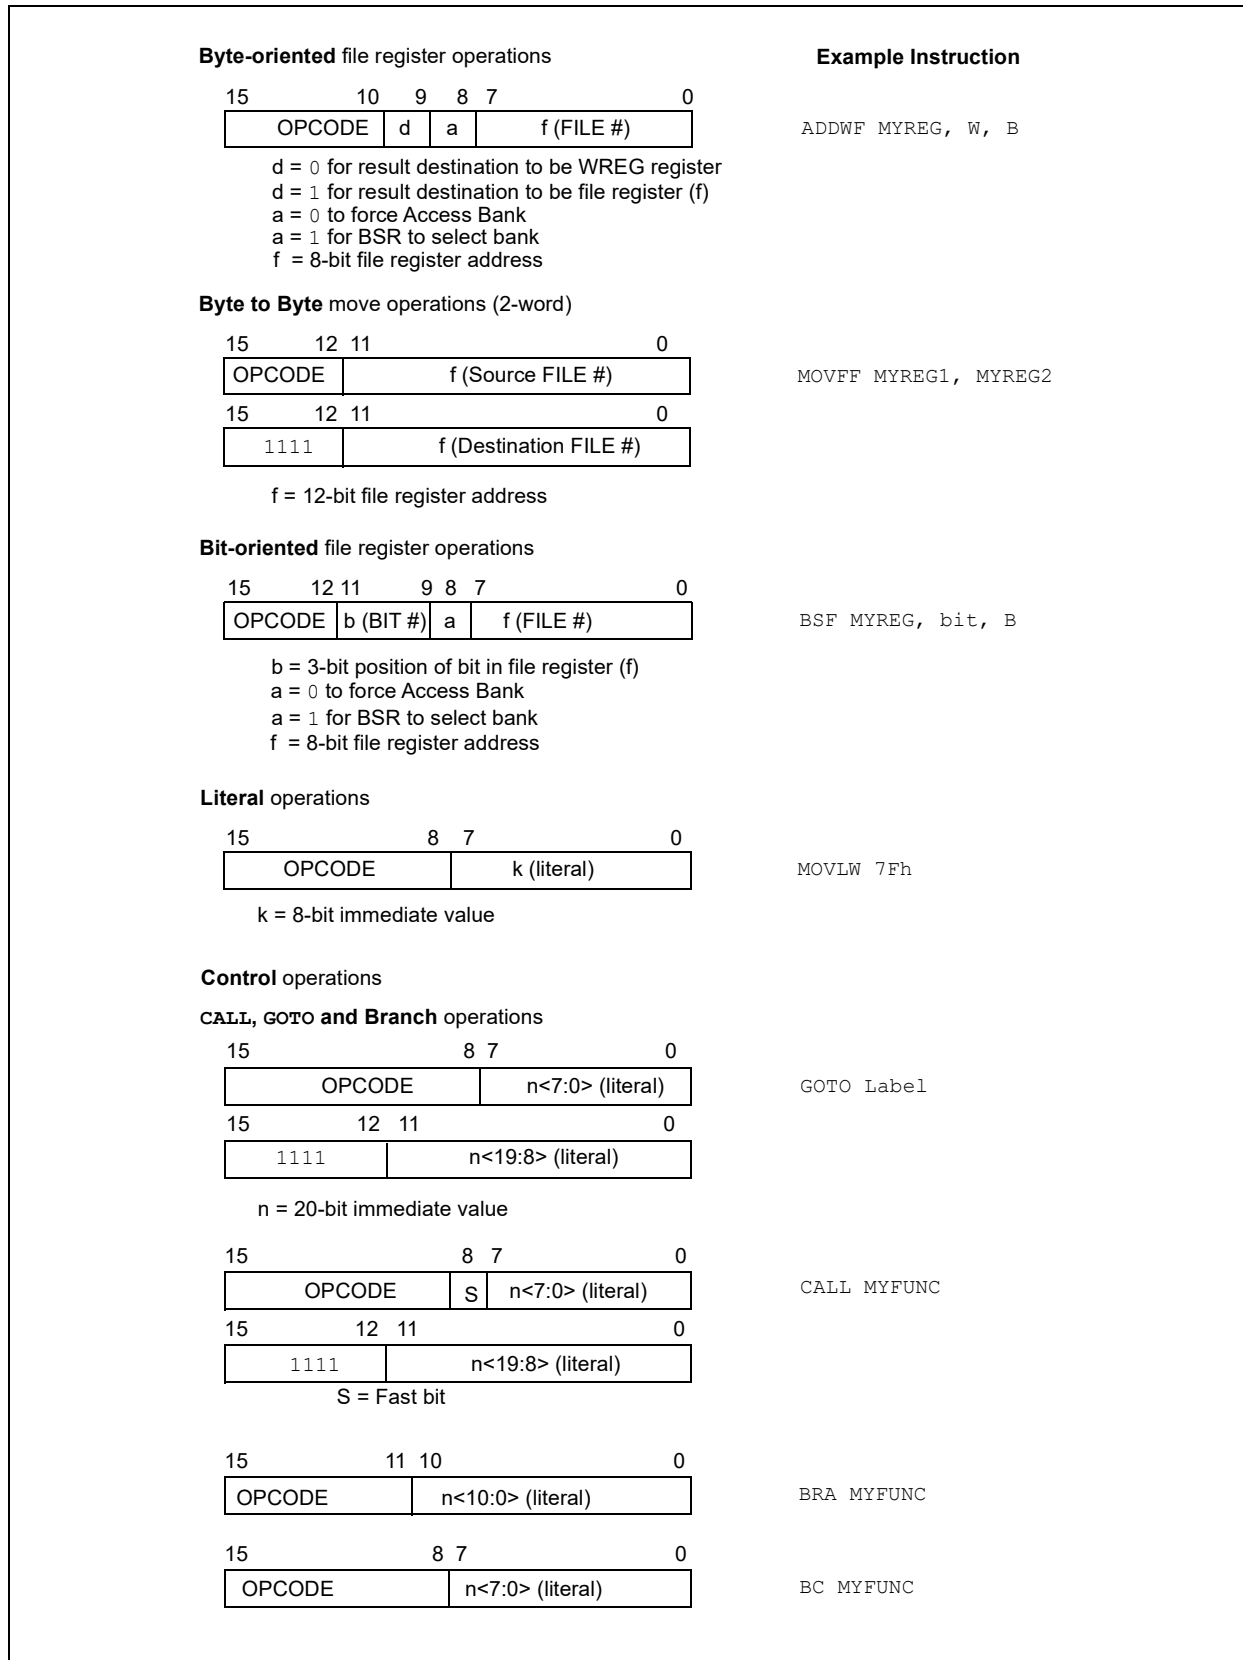 Byte-oriented file register operations Example Instruction
15 10 9 8 7 0
OPCODE d a f (FILE #) ADDWF MYREG, W, B
d = 0 for result destination to be WREG register
d = 1 for result destination to be file register (f)
a = 0 to force Access Bank
a = 1 for BSR to select bank
f = 8-bit file register address
Byte to Byte move operations (2-word)
15 12 11 0
OPCODE f (Source FILE #) MOVFF MYREG1, MYREG2
15 12 11 0
1111 f (Destination FILE #)
f = 12-bit file register address
Bit-oriented file register operations
15 12 11 9 8 7 0
OPCODE b (BIT #) a f (FILE #) BSF MYREG, bit, B
b = 3-bit position of bit in file register (f)
a = 0 to force Access Bank
a = 1 for BSR to select bank
f = 8-bit file register address
Literal operations
15 8 7 0
OPCODE k (literal) MOVLW 7Fh
k = 8-bit immediate value
Control operations
CALL, GOTO and Branch operations
15 8 7 0
OPCODE n<7:0> (literal) GOTO Label
15 12 11 0
1111 n<19:8> (literal)
n = 20-bit immediate value
15 8 7 0
OPCODE S n<7:0> (literal) CALL MYFUNC
15 12 11 0
1111 n<19:8> (literal)
S = Fast bit
15 11 10 0
OPCODE n<10:0> (literal) BRA MYFUNC
15 8 7 0
OPCODE n<7:0> (literal) BC MYFUNC